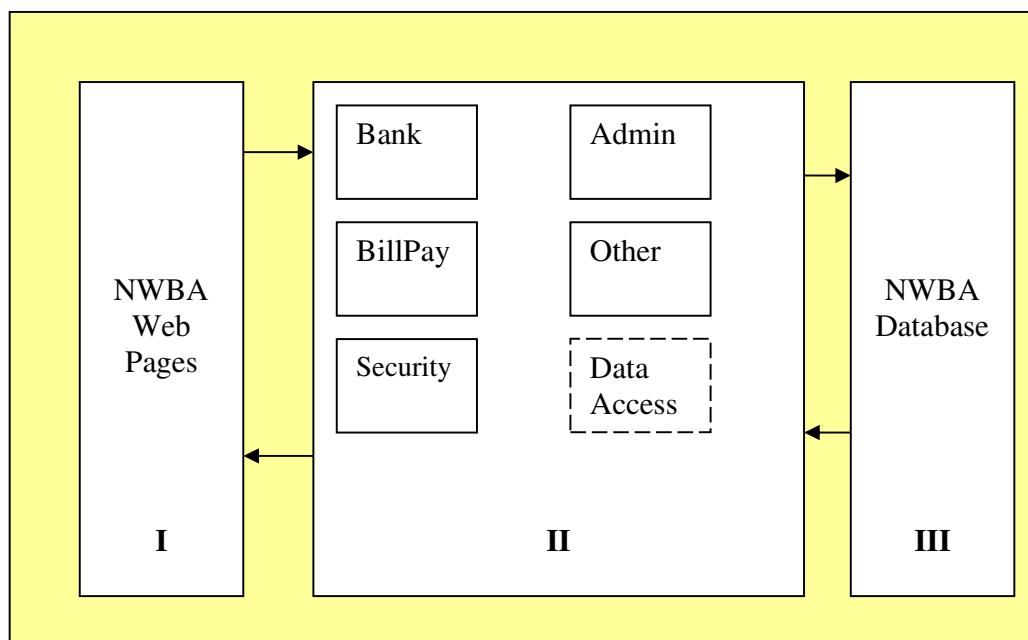 NWBA
Web
Pages
I
Bank
Admin
BillPay
Other
Security
Data
Access
II
NWBA
Database
III